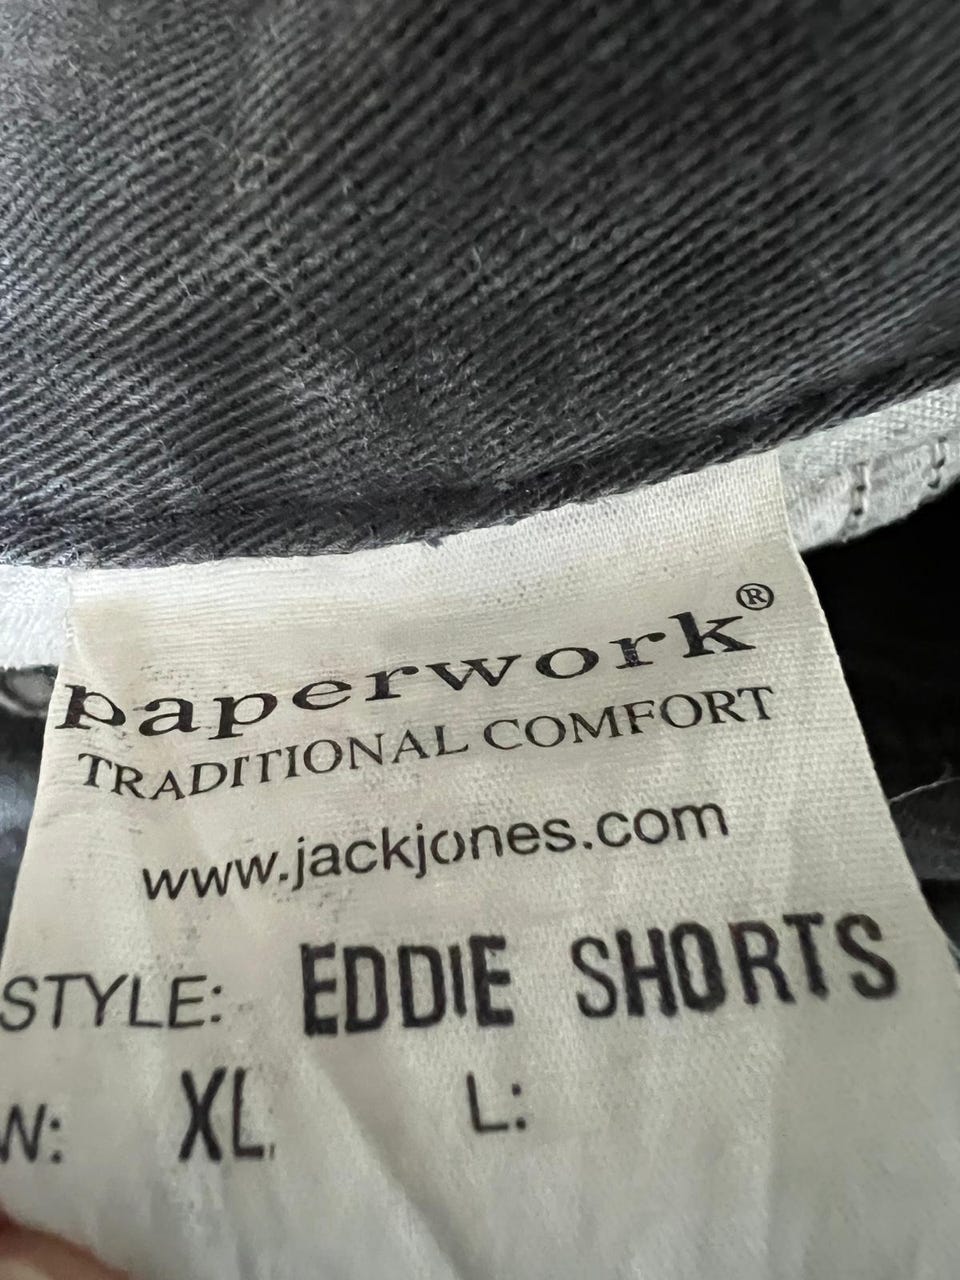 paperwork®
TRADITIONAL COMFORT
www.jackjones.com
STYLE: EDDIE SHORTS
W: XL L: